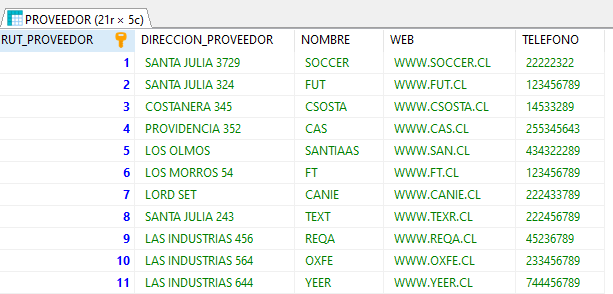 PROVEEDOR (21r × 5c)
RUT_PROVEEDOR DIRECCION_PROVEEDOR NOMBRE WEB TELEFONO
1 SANTA JULIA 3729 SOCCER WWW.SOCCER.CL 22222322
2 SANTA JULIA 324 FUT WWW.FUT.CL 123456789
3 COSTANERA 345 CSOSTA WWW.CSOSTA.CL 14533289
4 PROVIDENCIA 352 CAS WWW.CAS.CL 255345643
5 LOS OLMOS SANTIAAS WWW.SAN.CL 434322289
6 LOS MORROS 54 FT WWW.FT.CL 123456789
7 LORD SET CANIE WWW.CANIE.CL 222433789
8 SANTA JULIA 243 TEXT WWW.TEXR.CL 222456789
9 LAS INDUSTRIAS 456 REQA WWW.REQA.CL 45236789
10 LAS INDUSTRIAS 564 OXFE WWW.OXFE.CL 233456789
11 LAS INDUSTRIAS 644 YEER WWW.YEER.CL 744456789